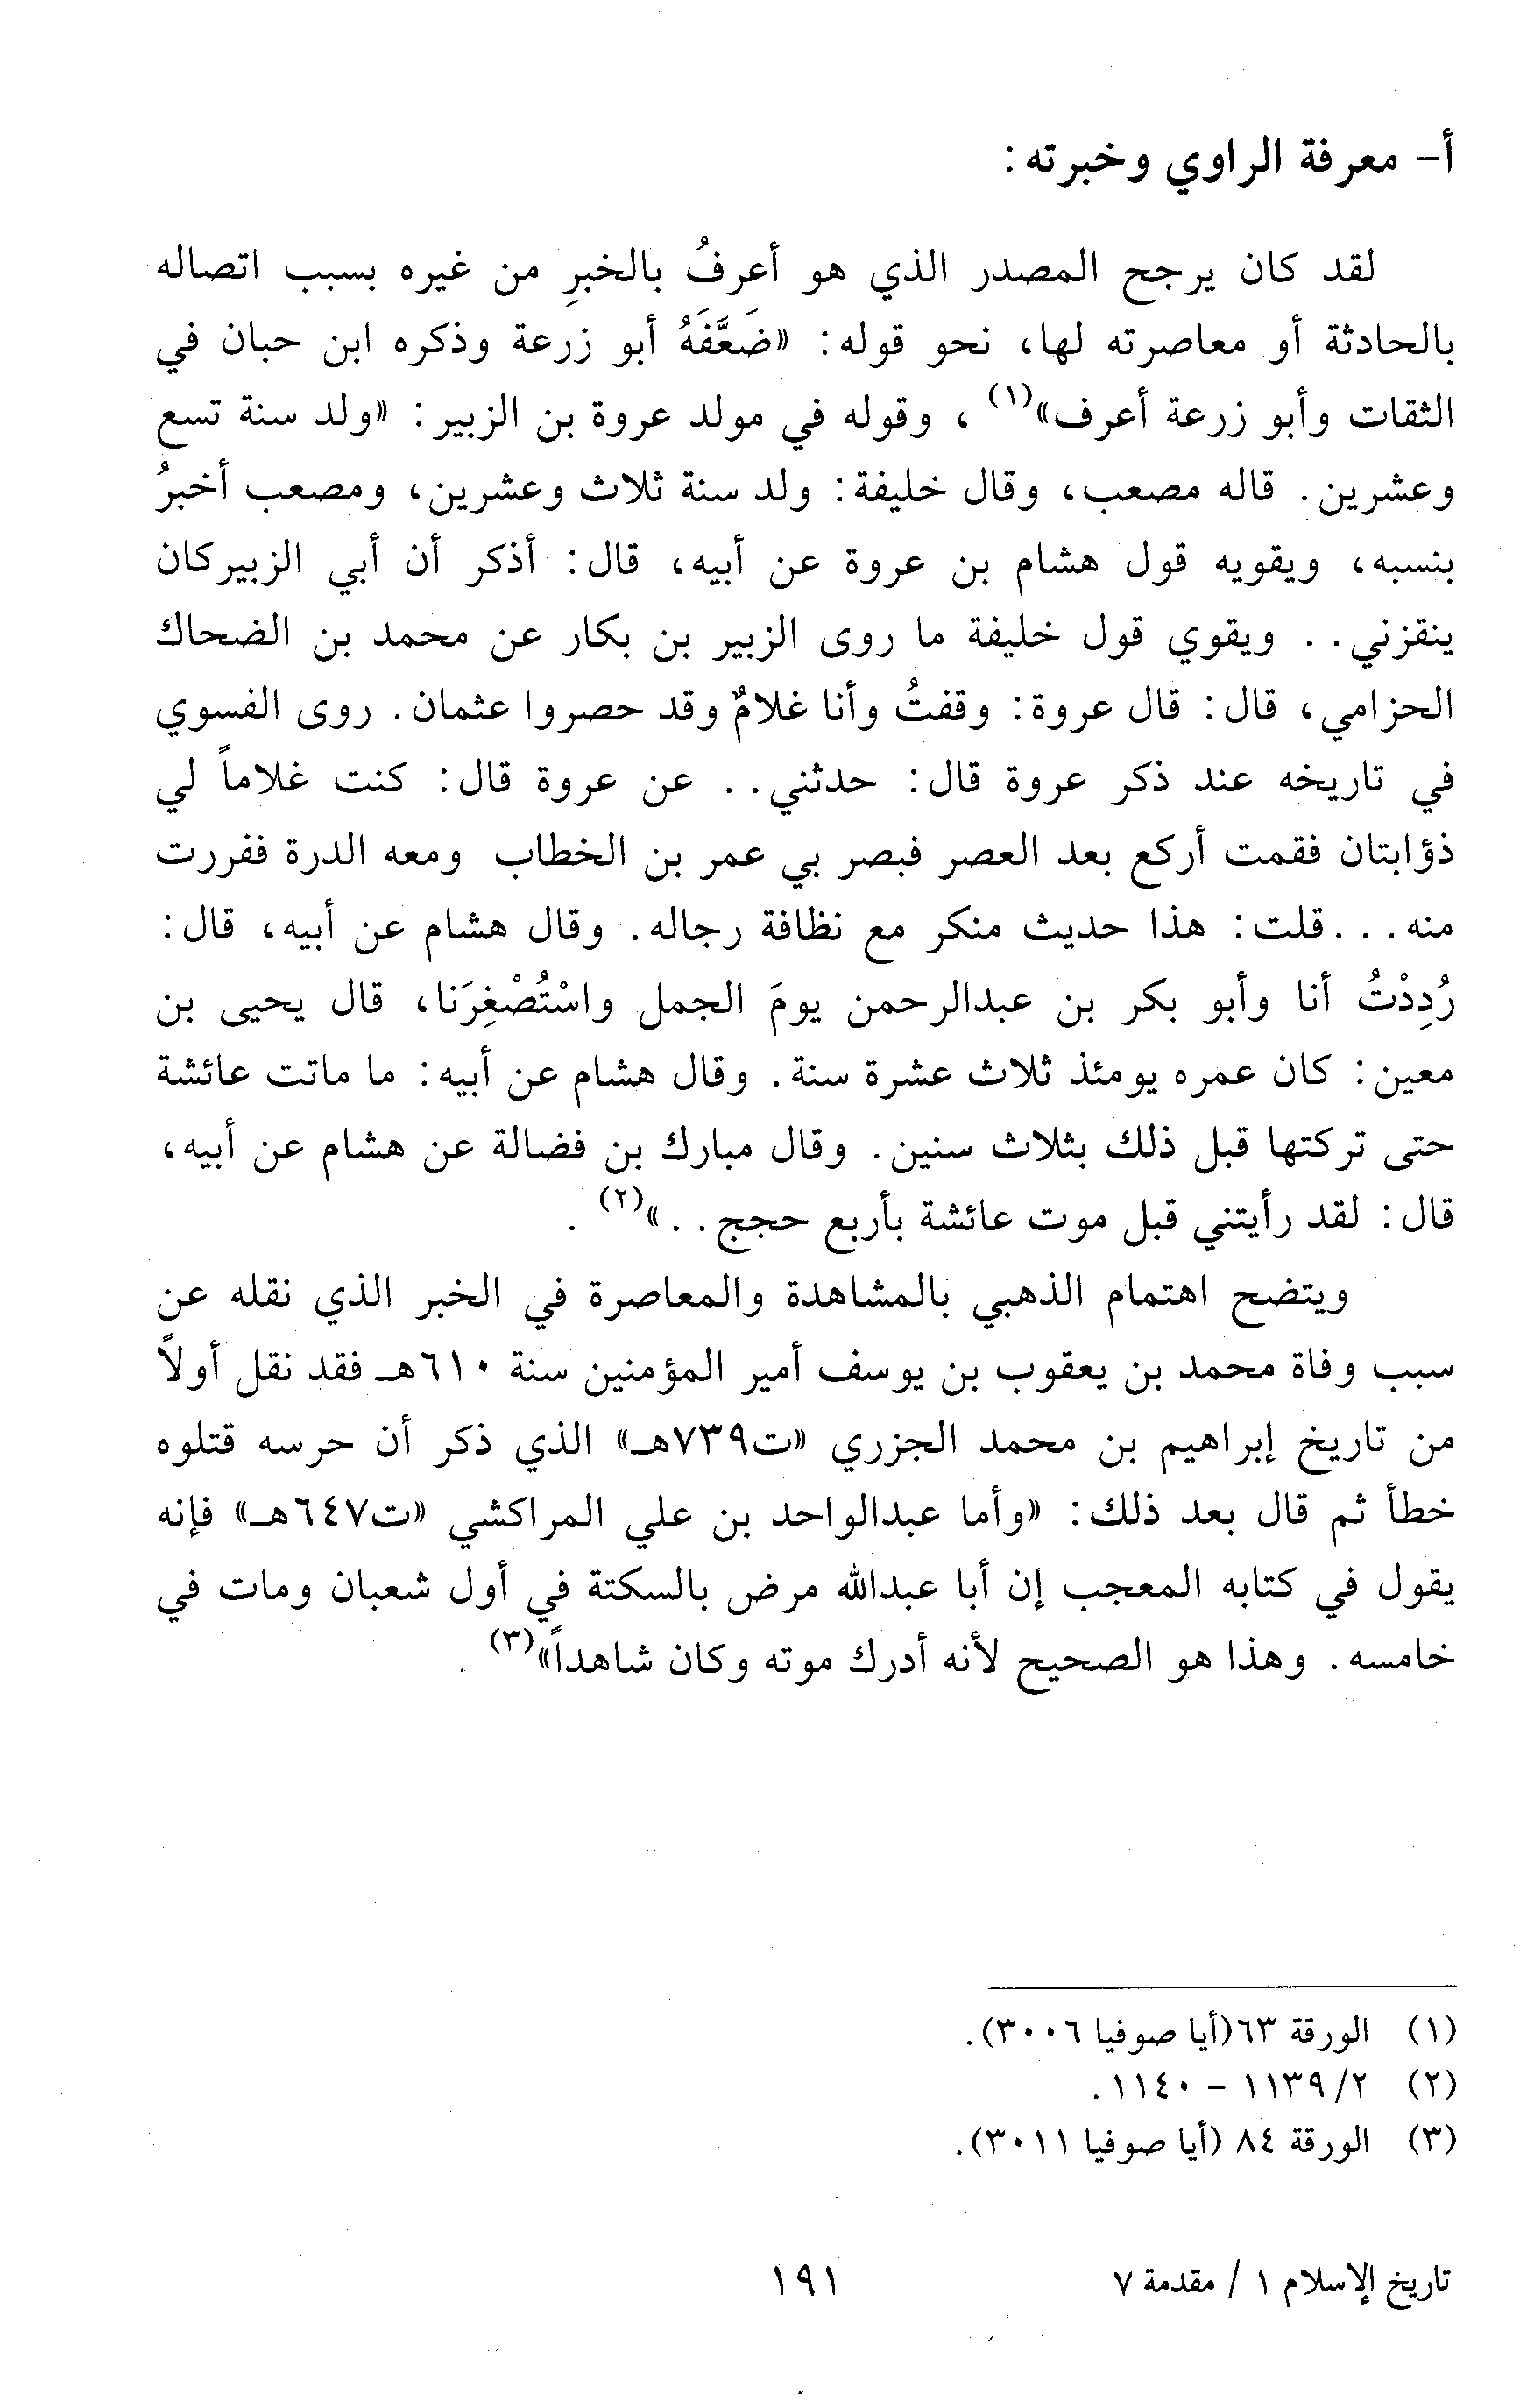 أ- معرفة الراوي وخبرته:
لقد كان يرجح المصدر الذي هو أعرفُ بالخبرِ من غيره بسبب اتصاله
بالحادثة أو معاصرته لها، نحو قوله: «ضَعَّفَهُ أبو زرعة وذكره ابن حبان في
الثقات وأبو زرعة أعرف»(١) ، وقوله في مولد عروة بن الزبير: «ولد سنة تسع
وعشرين. قاله مصعب، وقال خليفة: ولد سنة ثلاث وعشرين، ومصعب أخبرُ
بنسبه، ويقويه قول هشام بن عروة عن أبيه، قال: أذكر أن أبي الزبيركان
ينقزني.. ويقوي قول خليفة ما روى الزبير بن بكار عن محمد بن الضحاك
الحزامي، قال: قال عروة: وقفتُ وأنا غلامٌ وقد حصروا عثمان. روى الفسوي
في تاريخه عند ذكر عروة قال: حدثني.. عن عروة قال: كنت غلاماً لي
ذؤابتان فقمت أركع بعد العصر فبصر بي عمر بن الخطاب ومعه الدرة ففررت
منه...قلت: هذا حديث منكر مع نظافة رجاله. وقال هشام عن أبيه، قال:
رُدِدْتُ أنا وأبو بكر بن عبدالرحمن يومَ الجمل واسْتُصْغِرَنا، قال يحيى بن
معين: كان عمره يومئذ ثلاث عشرة سنة. وقال هشام عن أبيه: ما ماتت عائشة
حتى تركتها قبل ذلك بثلاث سنين. وقال مبارك بن فضالة عن هشام عن أبيه،
قال: لقد رأيتني قبل موت عائشة بأربع حجج..»(٢) .
ويتضح اهتمام الذهبي بالمشاهدة والمعاصرة في الخبر الذي نقله عن
سبب وفاة محمد بن يعقوب بن يوسف أمير المؤمنين سنة ٦١٠هـ فقد نقل أولاً
من تاريخ إبراهيم بن محمد الجزري «ت٧٣٩هـ» الذي ذكر أن حرسه قتلوه
خطأ ثم قال بعد ذلك: «وأما عبدالواحد بن علي المراكشي «ت٦٤٧هـ» فإنه
يقول في كتابه المعجب إن أبا عبدالله مرض بالسكتة في أول شعبان ومات في
خامسه. وهذا هو الصحيح لأنه أدرك موته وكان شاهداً»(٣) .
(١) الورقة ٦٣(أيا صوفيا ٣٠٠٦).
(٢) ٢/ ١١٣٩ - ١١٤٠.
(٣) الورقة ٨٤ (أيا صوفيا ٣٠١١).
تاريخ الإسلام ١ / مقدمة ٧
١٩١